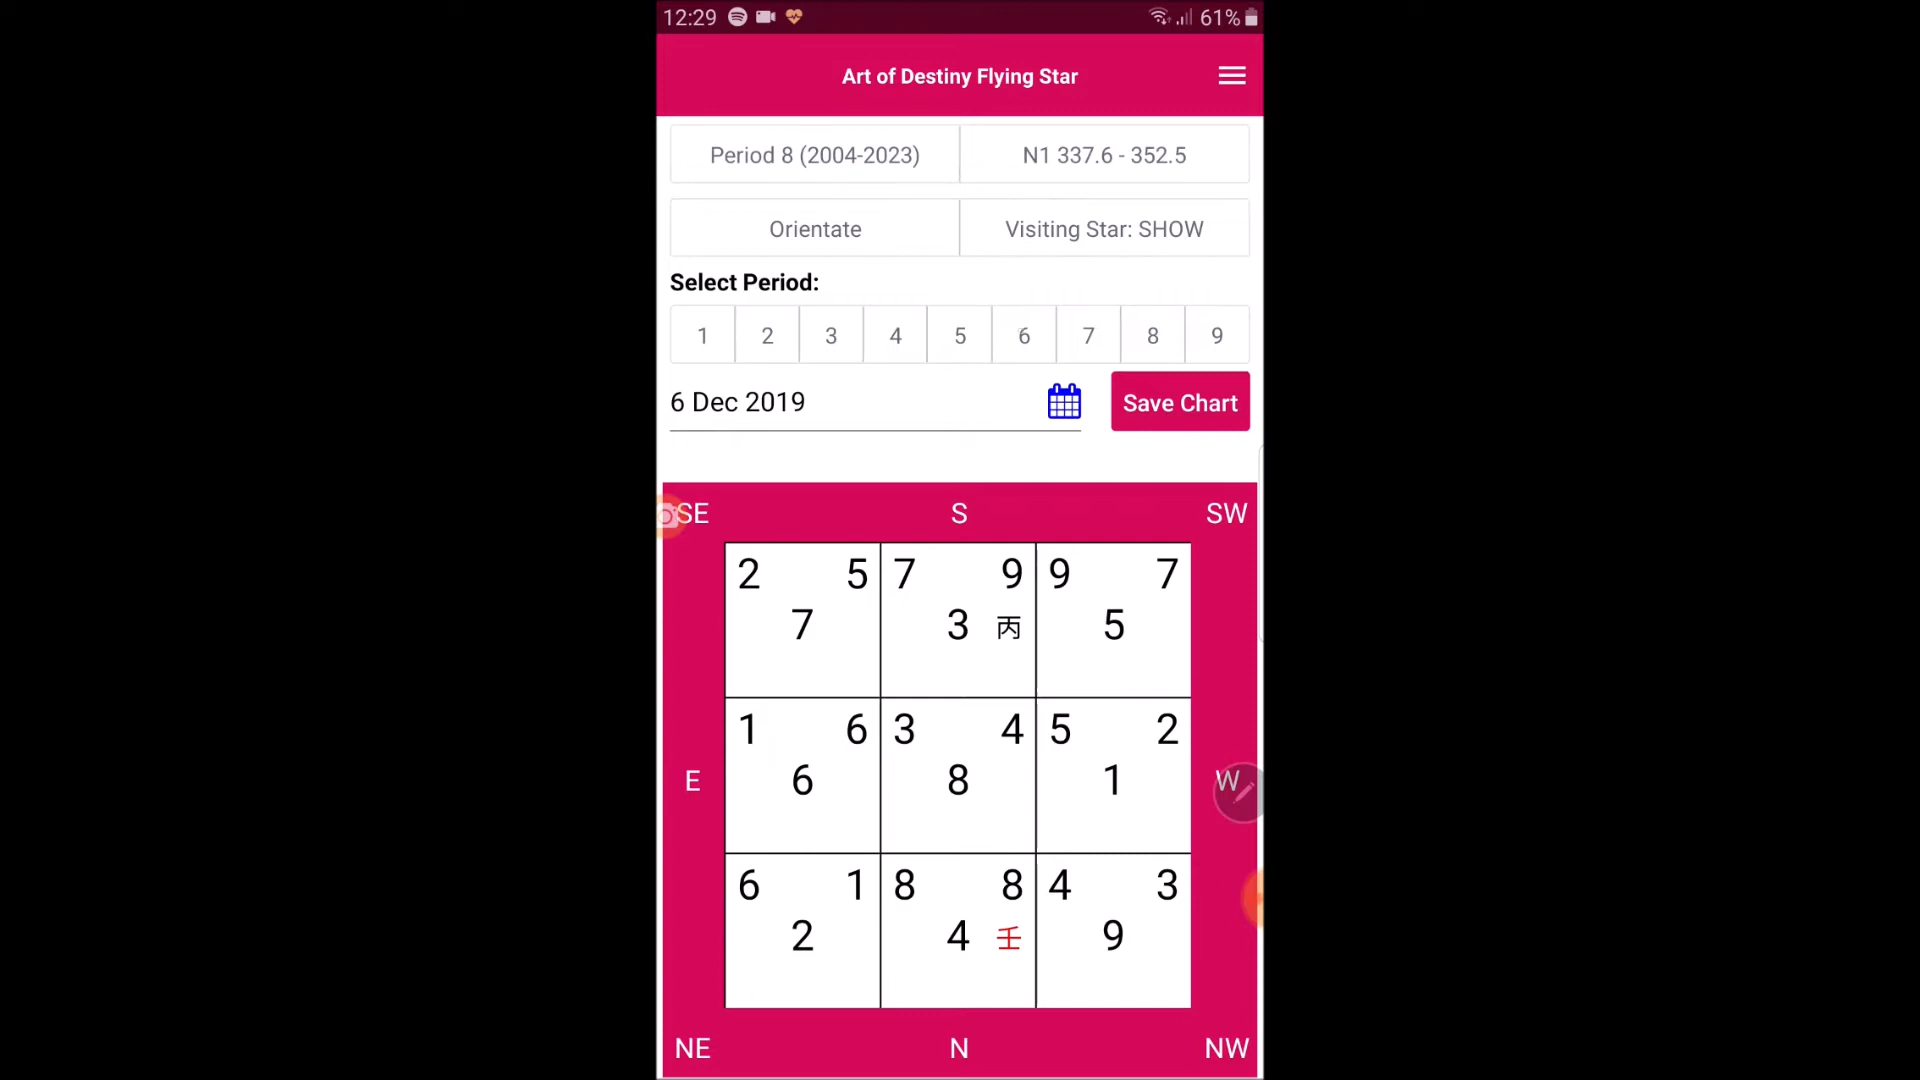 12:29 61%
Art of Destiny Flying Star
Period 8 (2004-2023) N1 337.6 - 352.5
Orientate Visiting Star: SHOW
Select Period:
1 2 3 4 5 6 7 8 9
6 Dec 2019 Save Chart
SE S SW
2 5 7 9 9 7
7 3 丙 5
1 6 3 4 5 2
E 6 8 1 W
6 1 8 8 4 3
2 4 壬 9
NE N NW